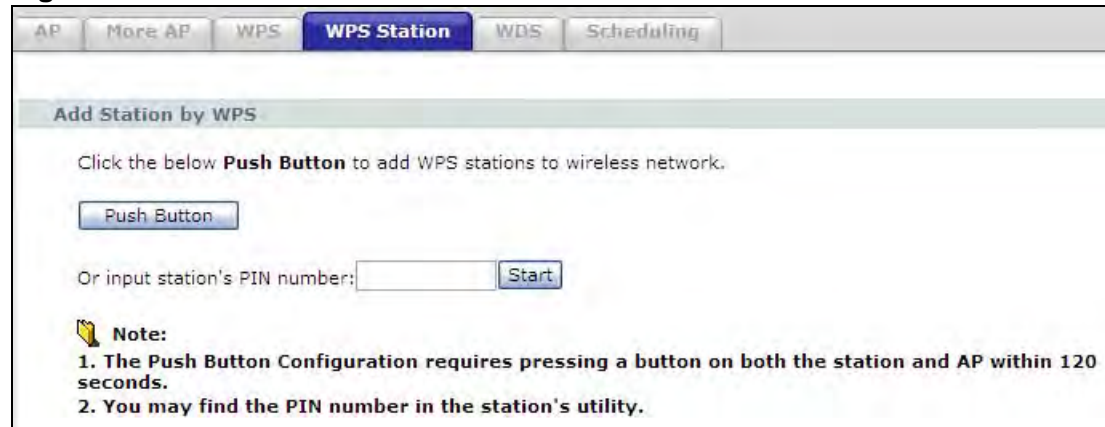 AP More AP WPS WPS Station WDS Scheduling
Add Station by WPS
Click the below Push Button to add WPS stations to wireless network.
Push Button
Or input station's PIN number: Start
Note:
1. The Push Button Configuration requires pressing a button on both the station and AP within 120
seconds.
2. You may find the PIN number in the station's utility.